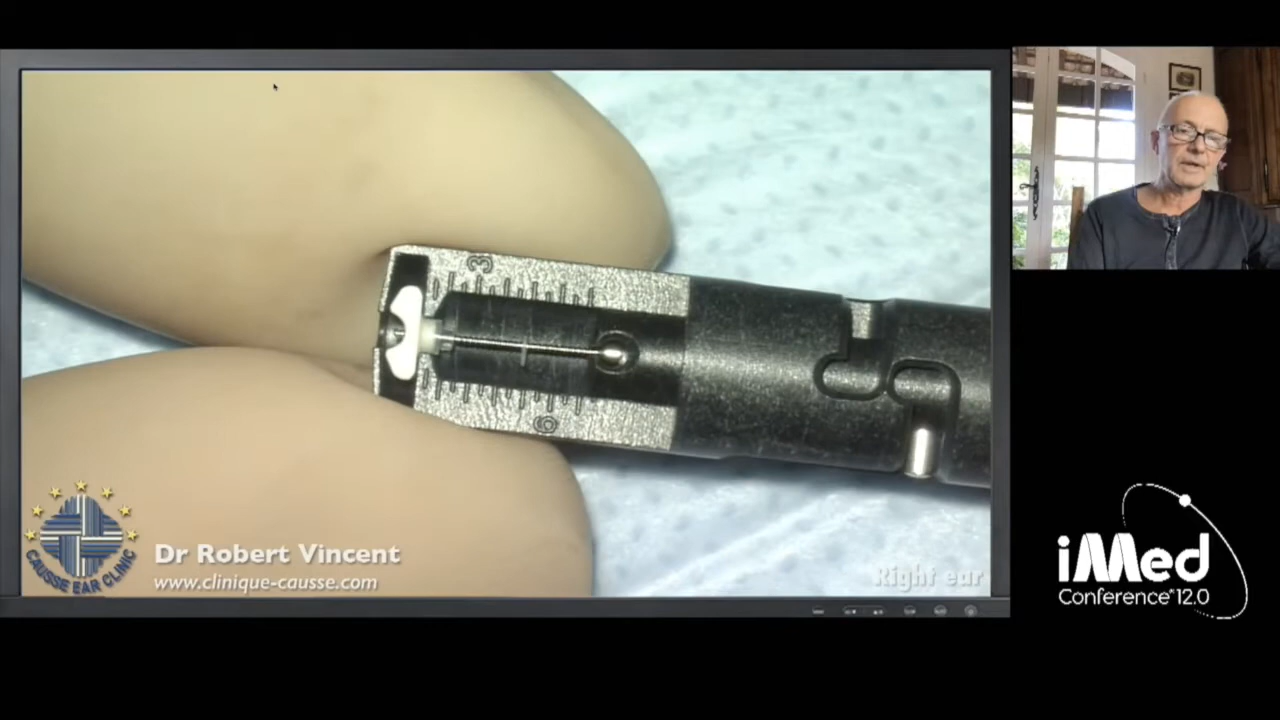 3
6
CAUSSE EAR CLINIC
Dr Robert Vincent
www.clinique-causse.com
Right ear
iMed
Conference® 12.0